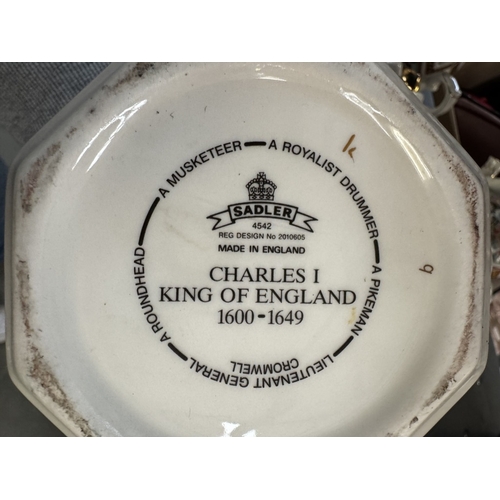 A MUSKETEER — A ROYALIST DRUMMER — A PIKEMAN — LIEUTENANT GENERAL CROMWELL — A ROUNDHEAD
SADLER
4542
REG DESIGN No 2010605
MADE IN ENGLAND
CHARLES I
KING OF ENGLAND
1600-1649
k